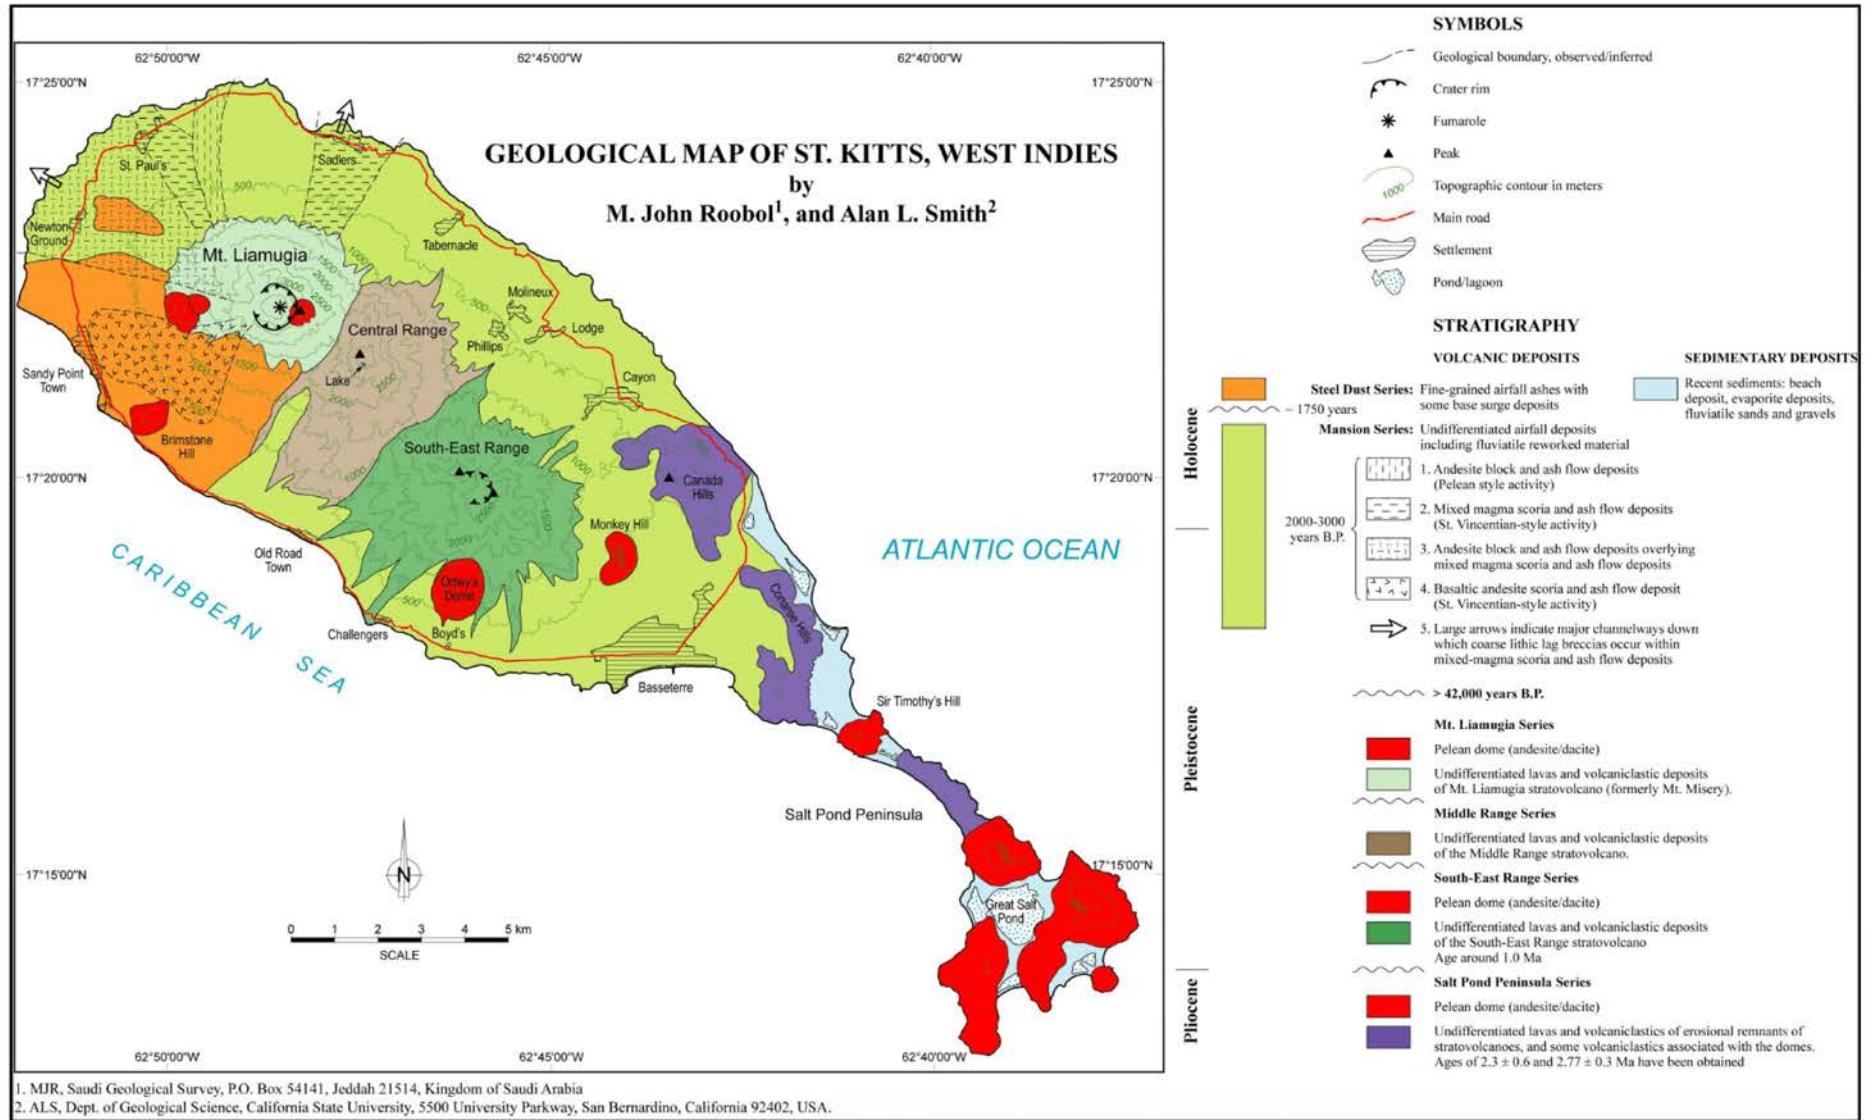 GEOLOGICAL MAP OF ST. KITTS, WEST INDIES
by
M. John Roobol1, and Alan L. Smith2
62°50'00"W
62°45'00"W
62°40'00"W
17°25'00"N
17°25'00"N
St. Paul's
Sadlers
500
Newton
Ground
Tabernacle
Mt. Liamugia
1000
1500
2000
2500
500
Molineux
Lodge
Central Range
Phillips
Lake
2500
2000
1500
Sandy Point
Town
Cayon
Brimstone
Hill
South-East Range
1000
1000
17°20'00"N
17°20'00"N
Canada
Hills
1500
2500
2000
Monkey Hill
Old Road
Town
ATLANTIC OCEAN
CARIBBEAN SEA
Ottley's
Dome
500
Conaree Hills
Challengers
Boyd's
Basseterre
Sir Timothy's Hill
Salt Pond Peninsula
17°15'00"N
17°15'00"N
N
Great Salt
Pond
0 1 2 3 4 5 km
SCALE
62°50'00"W
62°45'00"W
62°40'00"W
SYMBOLS
Geological boundary, observed/inferred
Crater rim
Fumarole
Peak
1000
Topographic contour in meters
Main road
Settlement
Pond/lagoon
STRATIGRAPHY
VOLCANIC DEPOSITS
SEDIMENTARY DEPOSITS
Steel Dust Series: Fine-grained airfall ashes with
some base surge deposits
Recent sediments: beach
deposit, evaporite deposits,
fluviatile sands and gravels
~ 1750 years
Mansion Series: Undifferentiated airfall deposits
including fluviatile reworked material
Holocene
1. Andesite block and ash flow deposits
(Pelean style activity)
2. Mixed magma scoria and ash flow deposits
(St. Vincentian-style activity)
2000-3000
years B.P.
3. Andesite block and ash flow deposits overlying
mixed magma scoria and ash flow deposits
4. Basaltic andesite scoria and ash flow deposit
(St. Vincentian-style activity)
5. Large arrows indicate major channelways down
which coarse lithic lag breccias occur within
mixed-magma scoria and ash flow deposits
> 42,000 years B.P.
Pleistocene
Mt. Liamugia Series
Pelean dome (andesite/dacite)
Undifferentiated lavas and volcaniclastic deposits
of Mt. Liamugia stratovolcano (formerly Mt. Misery).
Middle Range Series
Undifferentiated lavas and volcaniclastic deposits
of the Middle Range stratovolcano.
South-East Range Series
Pelean dome (andesite/dacite)
Undifferentiated lavas and volcaniclastic deposits
of the South-East Range stratovolcano
Age around 1.0 Ma
Pliocene
Salt Pond Peninsula Series
Pelean dome (andesite/dacite)
Undifferentiated lavas and volcaniclastics of erosional remnants of
stratovolcanoes, and some volcaniclastics associated with the domes.
Ages of 2.3 ± 0.6 and 2.77 ± 0.3 Ma have been obtained
1. MJR, Saudi Geological Survey, P.O. Box 54141, Jeddah 21514, Kingdom of Saudi Arabia
2. ALS, Dept. of Geological Science, California State University, 5500 University Parkway, San Bernardino, California 92402, USA.